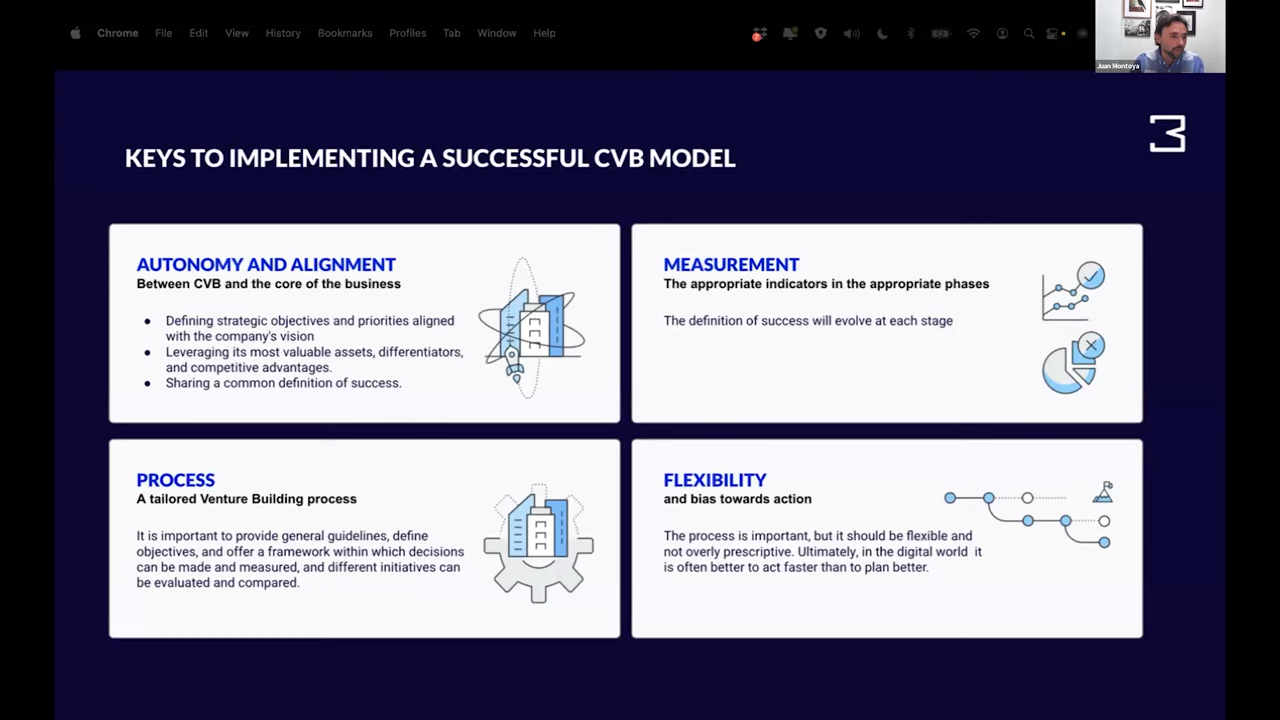 Chrome File Edit View History Bookmarks Profiles Tab Window Help
Juan Montoya
3
KEYS TO IMPLEMENTING A SUCCESSFUL CVB MODEL
AUTONOMY AND ALIGNMENT
Between CVB and the core of the business
● Defining strategic objectives and priorities aligned
with the company's vision
● Leveraging its most valuable assets, differentiators,
and competitive advantages.
● Sharing a common definition of success.
MEASUREMENT
The appropriate indicators in the appropriate phases
The definition of success will evolve at each stage
PROCESS
A tailored Venture Building process
It is important to provide general guidelines, define
objectives, and offer a framework within which decisions
can be made and measured, and different initiatives can
be evaluated and compared.
FLEXIBILITY
and bias towards action
The process is important, but it should be flexible and
not overly prescriptive. Ultimately, in the digital world it
is often better to act faster than to plan better.